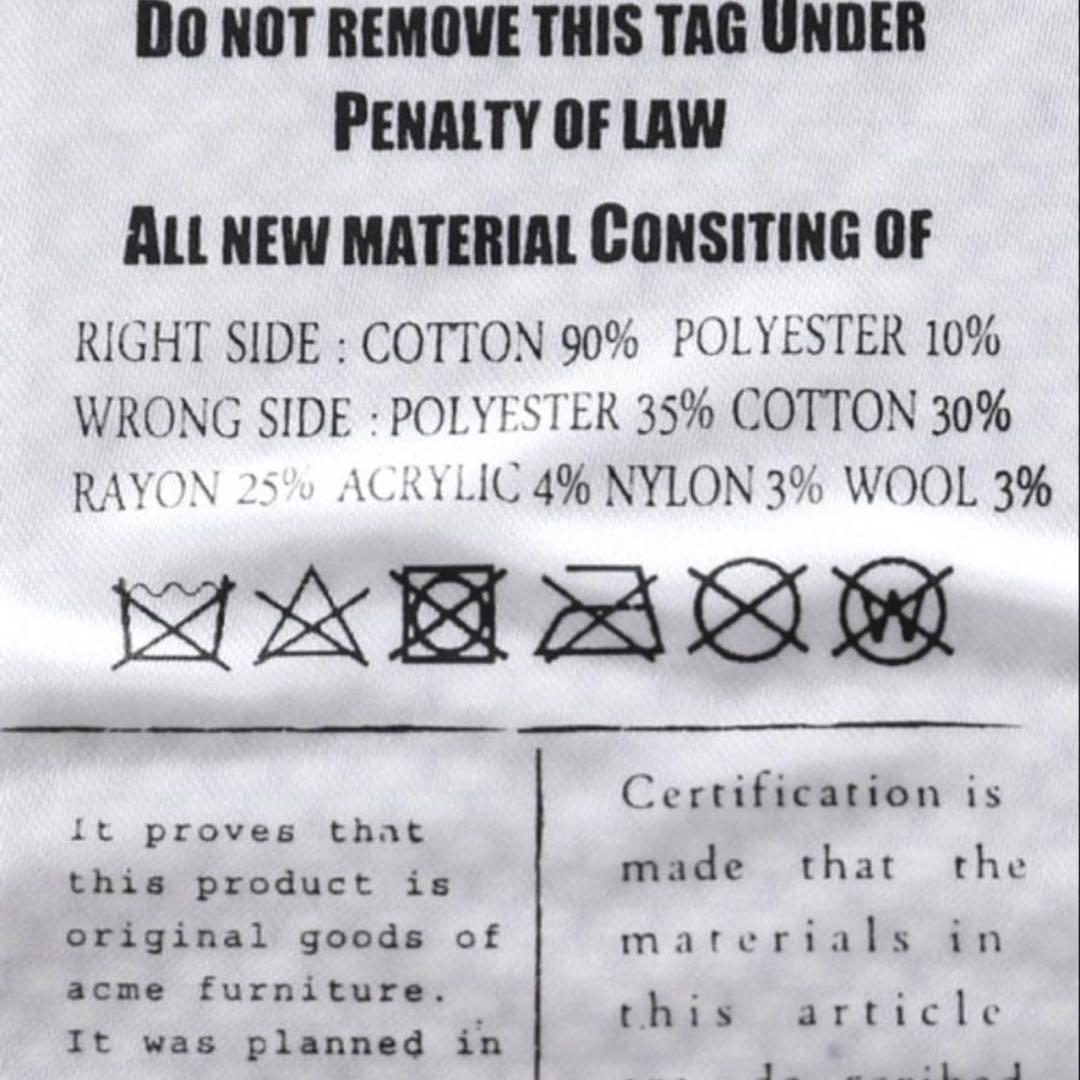 DO NOT REMOVE THIS TAG UNDER
PENALTY OF LAW
ALL NEW MATERIAL CONSITING OF
RIGHT SIDE : COTTON 90% POLYESTER 10%
WRONG SIDE : POLYESTER 35% COTTON 30%
RAYON 25% ACRYLIC 4% NYLON 3% WOOL 3%
W
It proves that
this product is
original goods of
acme furniture.
It was planned in
Certification is
made that the
materials in
this article